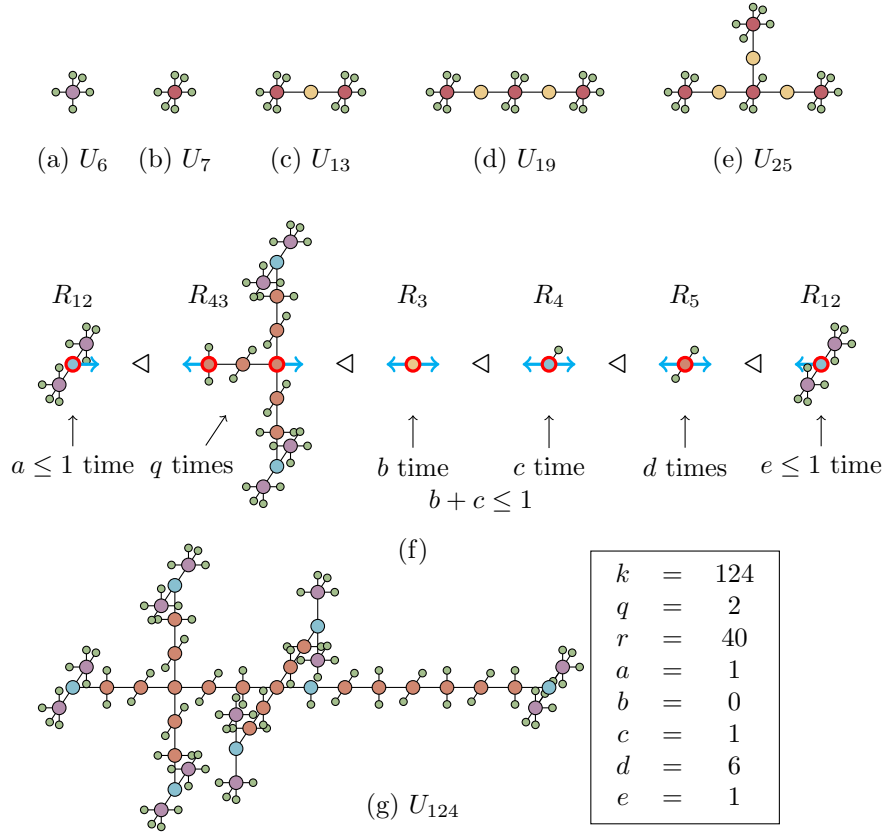 (a) U₆ (b) U₇ (c) U₁₃ (d) U₁₉ (e) U₂₅
R₁₂ R₄₃ R₃ R₄ R₅ R₁₂
a ≤ 1 time q times b time c time d times e ≤ 1 time
b + c ≤ 1
(f)
k = 124
q = 2
r = 40
a = 1
b = 0
c = 1
d = 6
e = 1
(g) U₁₂₄